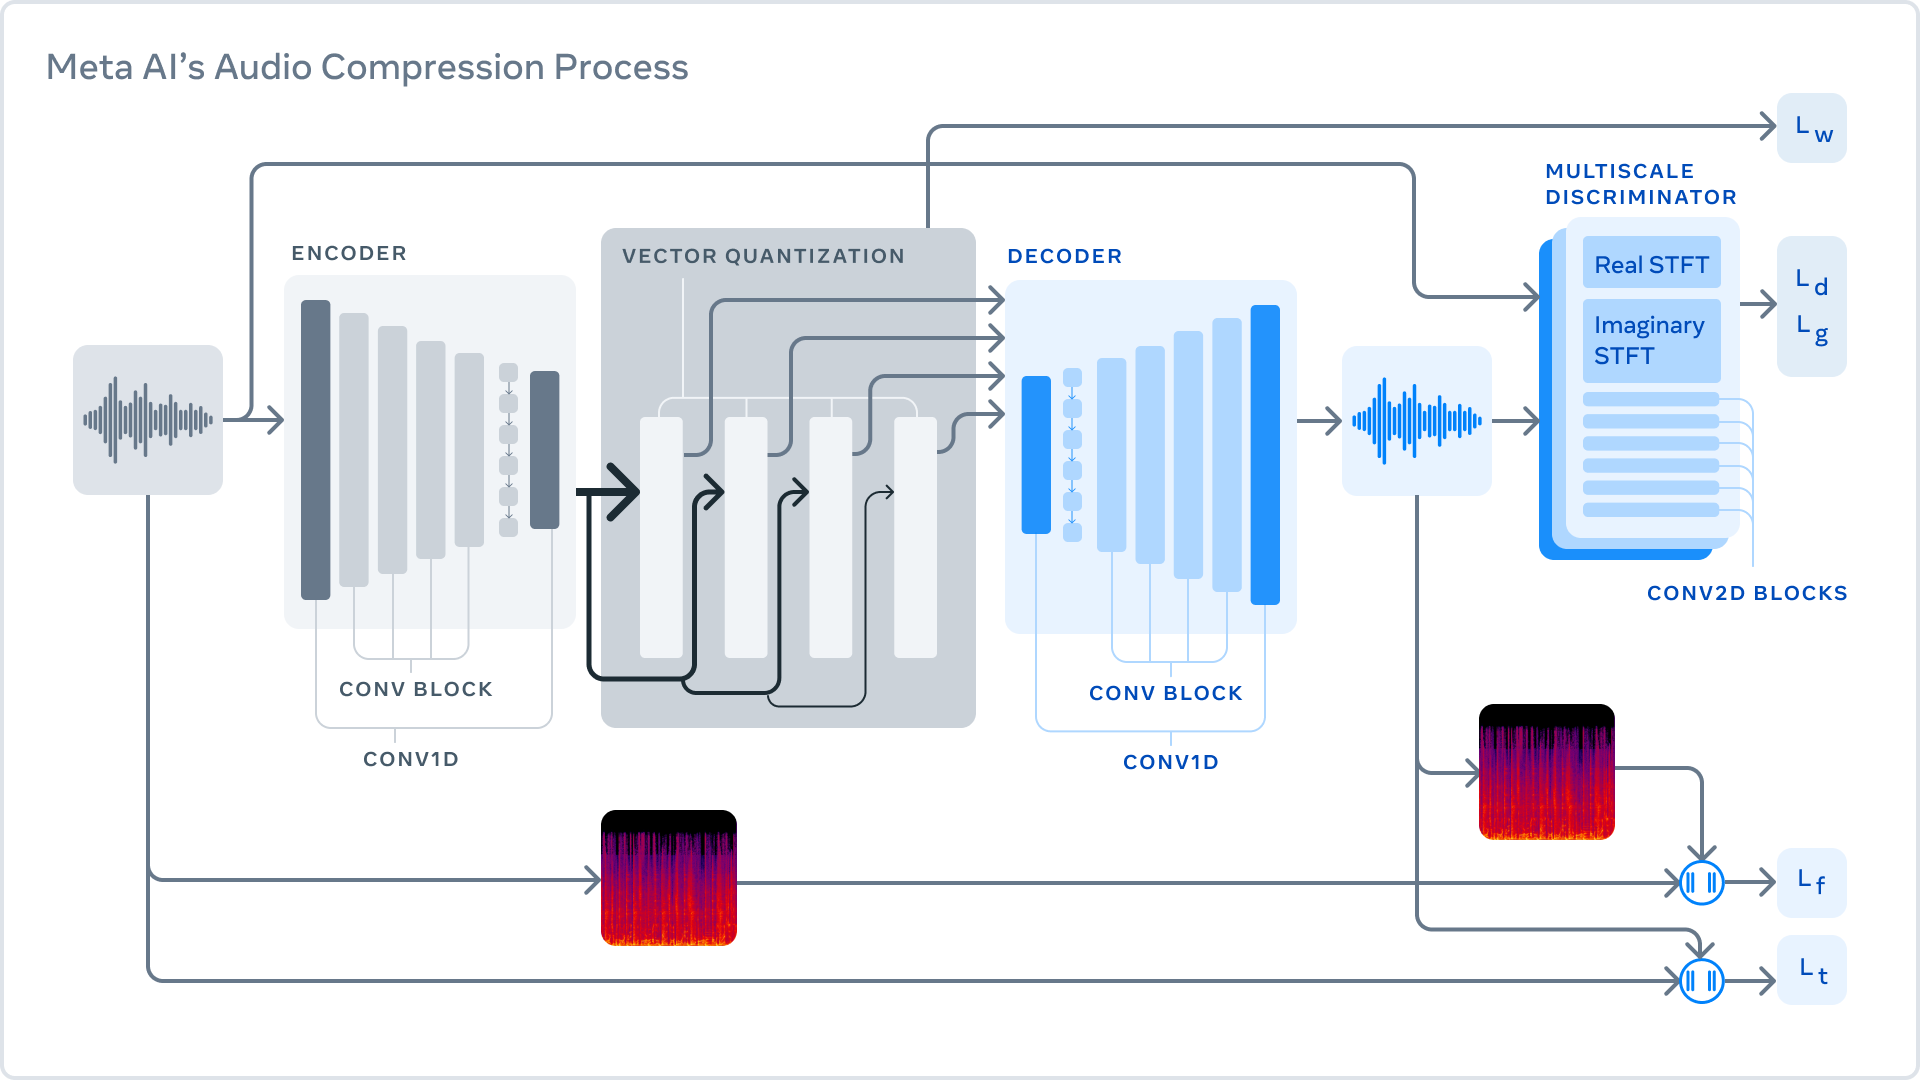 Meta AI’s Audio Compression Process
L w
MULTISCALE
DISCRIMINATOR
ENCODER
VECTOR QUANTIZATION
DECODER
Real STFT
Imaginary
STFT
L d
L g
CONV2D BLOCKS
CONV BLOCK
CONV1D
CONV BLOCK
CONV1D
L f
L t